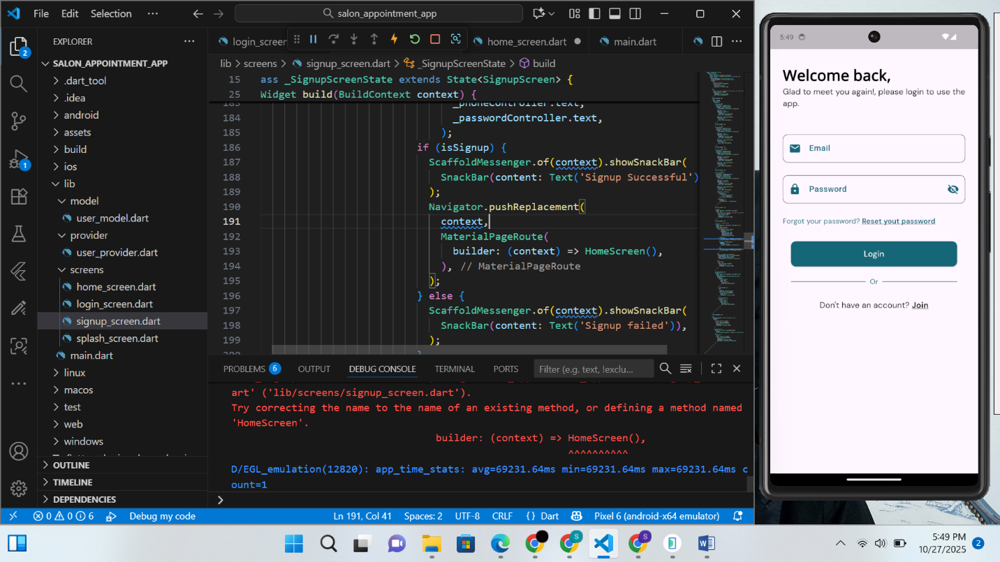 File Edit Selection ··· salon_appointment_app
EXPLORER ···
2
SALON_APPOINTMENT_APP
.dart_tool
.idea
android
assets
build
1
ios
lib
model
user_model.dart
provider
user_provider.dart
screens
home_screen.dart
login_screen.dart
signup_screen.dart
splash_screen.dart
main.dart
linux
macos
test
web
windows
OUTLINE
TIMELINE
DEPENDENCIES
login_screen home_screen.dart main.dart ···
lib > screens > signup_screen.dart > _SignupScreenState > build
15 ass _SignupScreenState extends State<SignupScreen> {
25 Widget build(BuildContext context) {
183 _phoneController.text,
184 _passwordController.text,
185 );
186 if (isSignup) {
187 ScaffoldMessenger.of(context).showSnackBar(
188 SnackBar(content: Text('Signup Successful')
189 );
190 Navigator.pushReplacement(
191 context,
192 MaterialPageRoute(
193 builder: (context) => HomeScreen(),
194 ), // MaterialPageRoute
195 );
196 } else {
197 ScaffoldMessenger.of(context).showSnackBar(
198 SnackBar(content: Text('Signup failed')),
199 );
PROBLEMS 6 OUTPUT DEBUG CONSOLE TERMINAL PORTS Filter (e.g. text, !exclu...
art' ('lib/screens/signup_screen.dart').
Try correcting the name to the name of an existing method, or defining a method named
'HomeScreen'.
builder: (context) => HomeScreen(),
^^^^^^^^^^
D/EGL_emulation(12820): app_time_stats: avg=69231.64ms min=69231.64ms max=69231.64ms c
ount=1
>
0 0 6 Debug my code Ln 191, Col 41 Spaces: 2 UTF-8 CRLF {} Dart Pixel 6 (android-x64 emulator)
5:49
Welcome back,
Glad to meet you again!, please login to use the
app.
Email
Password
Forgot your password? Reset yout password
Login
Or
Don't have an account? Join
S S
5:49 PM
10/27/2025
2